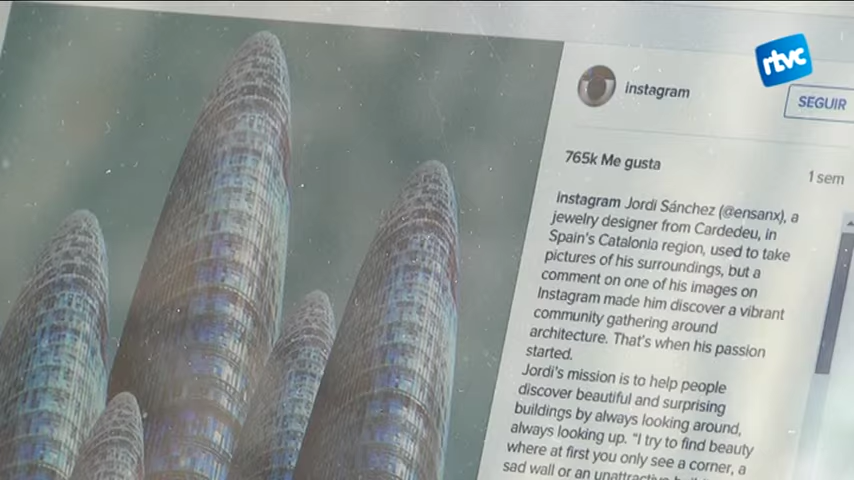 rtvc
instagram
SEGUIR
765k Me gusta
1 sem
instagram Jordi Sánchez (@ensanx), a
jewelry designer from Cardedeu, in
Spain's Catalonia region, used to take
pictures of his surroundings, but a
comment on one of his images on
Instagram made him discover a vibrant
community gathering around
architecture. That's when his passion
started.
Jordi's mission is to help people
discover beautiful and surprising
buildings by always looking around,
always looking up. "I try to find beauty
where at first you only see a corner, a
sad wall or an unattractive